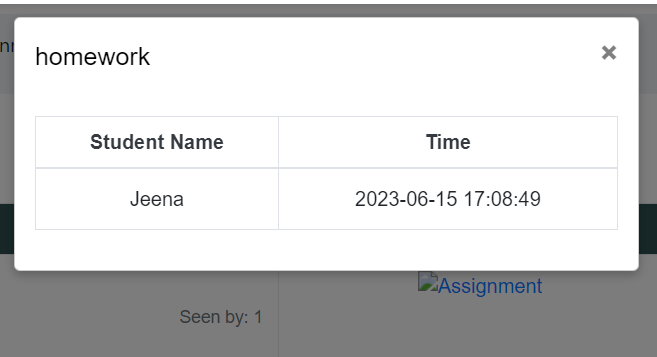 homework
×
Student Name Time
Jeena 2023-06-15 17:08:49
Assignment
Seen by: 1